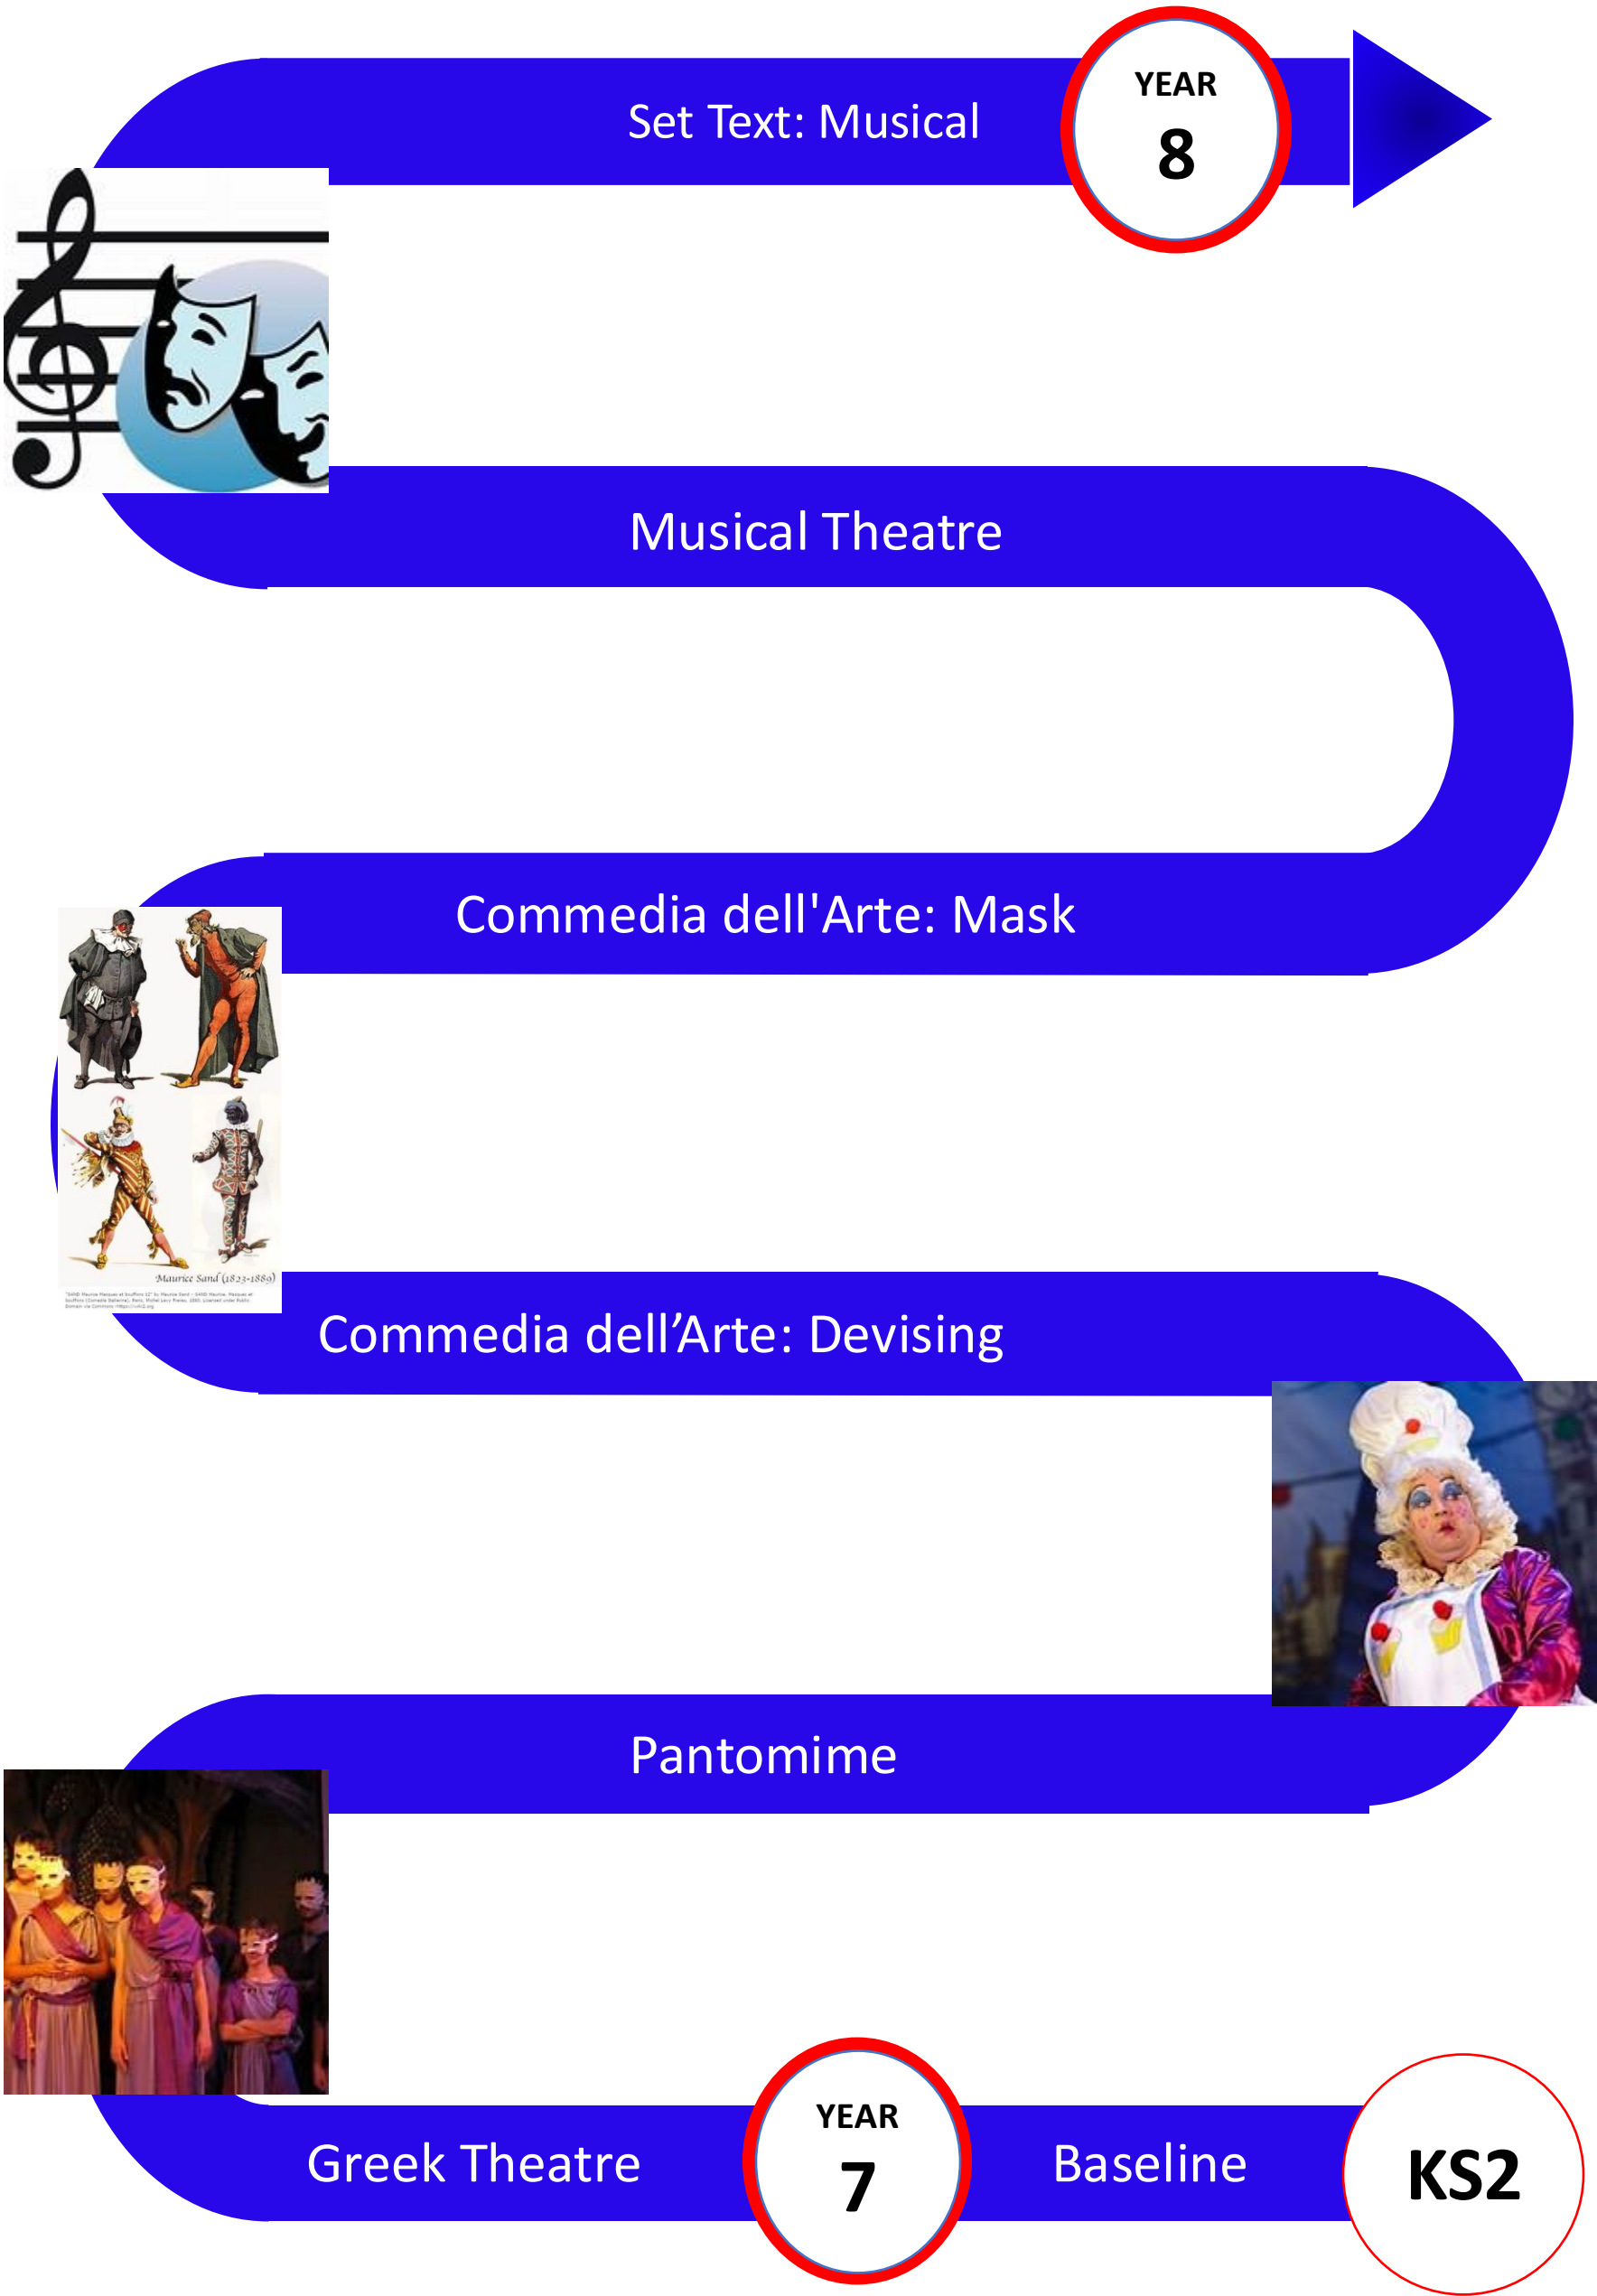 Set Text: Musical
YEAR
8
Musical Theatre
Commedia dell'Arte: Mask
Maurice Sand (1823-1889)
Commedia dell’Arte: Devising
Pantomime
Greek Theatre
YEAR
7
Baseline
KS2